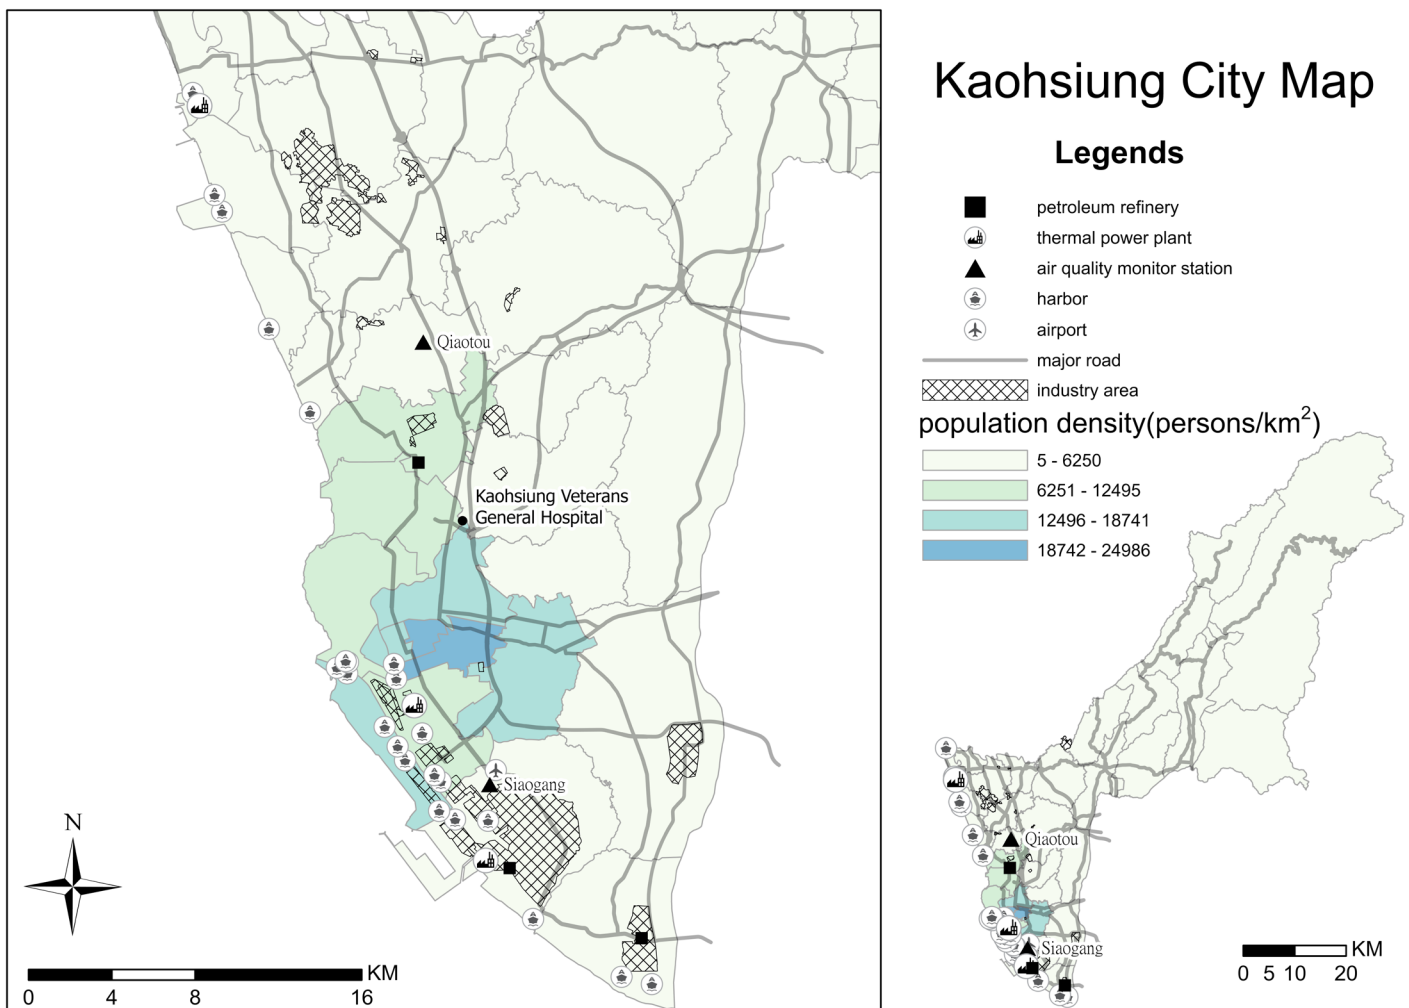 Kaohsiung City Map
Legends
petroleum refinery
thermal power plant
air quality monitor station
harbor
airport
major road
industry area
population density(persons/km2)
5 - 6250
6251 - 12495
12496 - 18741
18742 - 24986
Qiaotou
Kaohsiung Veterans
General Hospital
Siaogang
N
KM
0 4 8 16
Qiaotou
Siaogang
KM
0 5 10 20